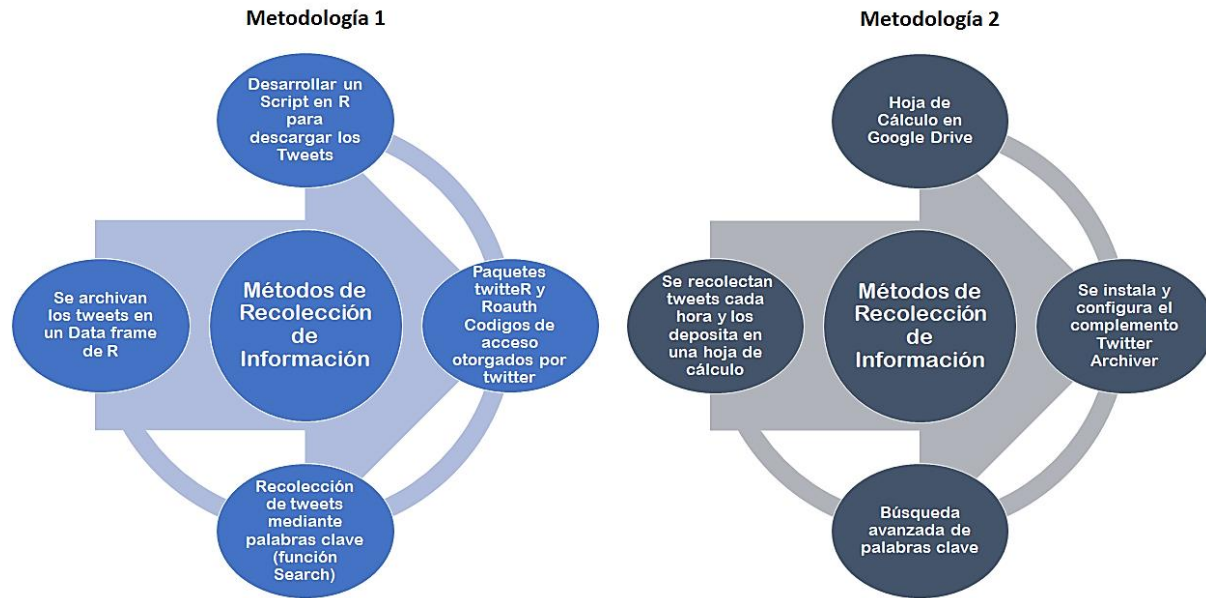 Metodología 1
Desarrollar un
Script en R
para
descargar los
Tweets
Paquetes
twitteR y
Roauth
Codigos de
acceso
otorgados por
twitter
Recolección
de tweets
mediante
palabras clave
(función
Search)
Se archivan
los tweets en
un Data frame
de R
Métodos de
Recolección
de
Información
Metodología 2
Hoja de
Cálculo en
Google Drive
Se instala y
configura el
complemento
Twitter
Archiver
Búsqueda
avanzada de
palabras clave
Se recolectan
tweets cada
hora y los
deposita en
una hoja de
cálculo
Métodos de
Recolección
de
Información